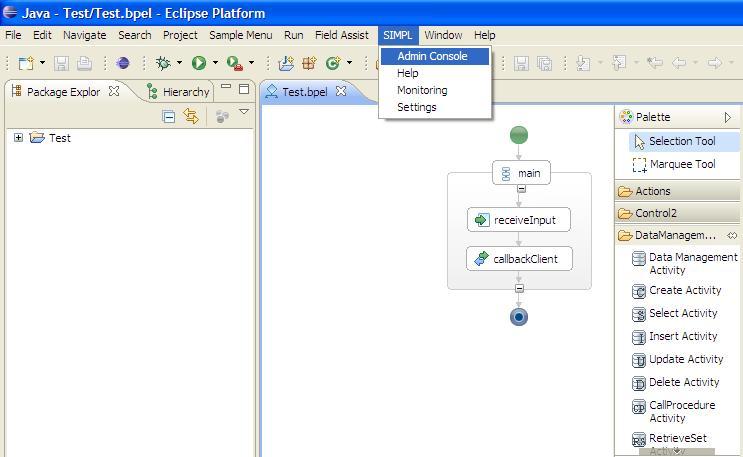 Java - Test/Test.bpel - Eclipse Platform
File Edit Navigate Search Project Sample Menu Run Field Assist SIMPL Window Help
Admin Console
Help
Monitoring
Settings
Package Explor
Hierarchy
Test.bpel
Test
main
receiveInput
callbackClient
Palette
Selection Tool
Marquee Tool
Actions
Control2
DataManagem...
Data Management
Activity
Create Activity
Select Activity
Insert Activity
Update Activity
Delete Activity
CallProcedure
Activity
RetrieveSet